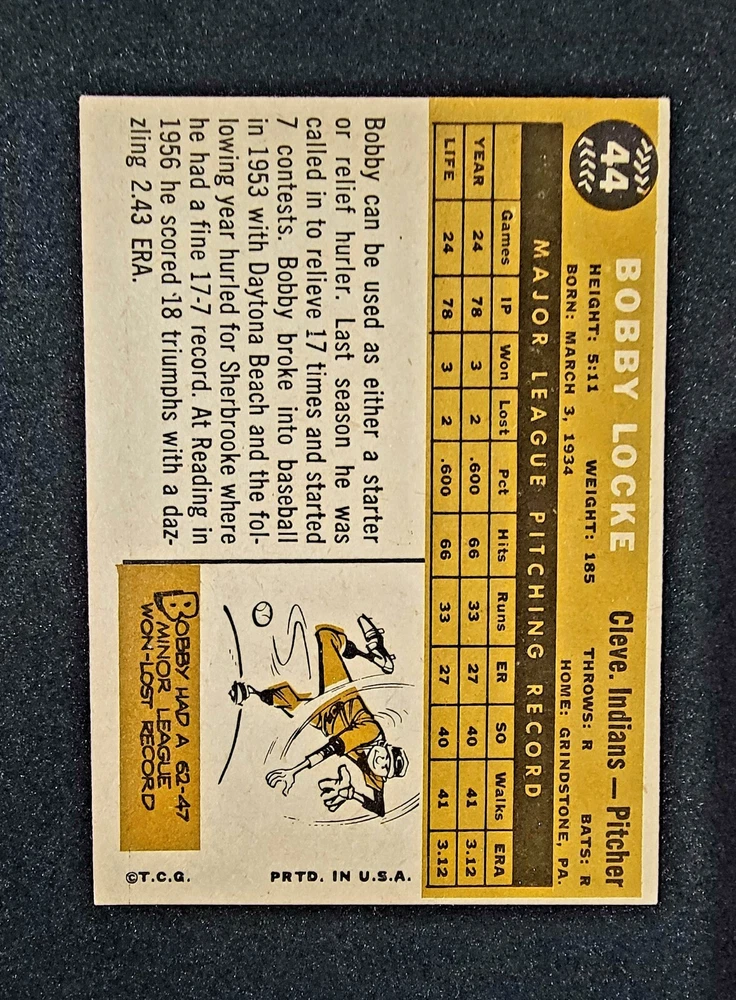 44
BOBBY LOCKE Cleve. Indians — Pitcher
HEIGHT: 5:11 WEIGHT: 185 THROWS: R BATS: R
BORN: MARCH 3, 1934 HOME: GRINDSTONE, PA.
MAJOR LEAGUE PITCHING RECORD
Games IP Won Lost Pct Hits Runs ER SO Walks ERA
YEAR 24 78 3 2 .600 66 33 27 40 41 3.12
LIFE 24 78 3 2 .600 66 33 27 40 41 3.12
Bobby can be used as either a starter
or relief hurler. Last season he was
called in to relieve 17 times and started
7 contests. Bobby broke into baseball
in 1953 with Daytona Beach and the fol-
lowing year hurled for Sherbrooke where
he had a fine 17-7 record. At Reading in
1956 he scored 18 triumphs with a daz-
zling 2.43 ERA.
BOBBY HAD A 62-47
MINOR LEAGUE
WON-LOST RECORD
©T.C.G. PRTD. IN U.S.A.